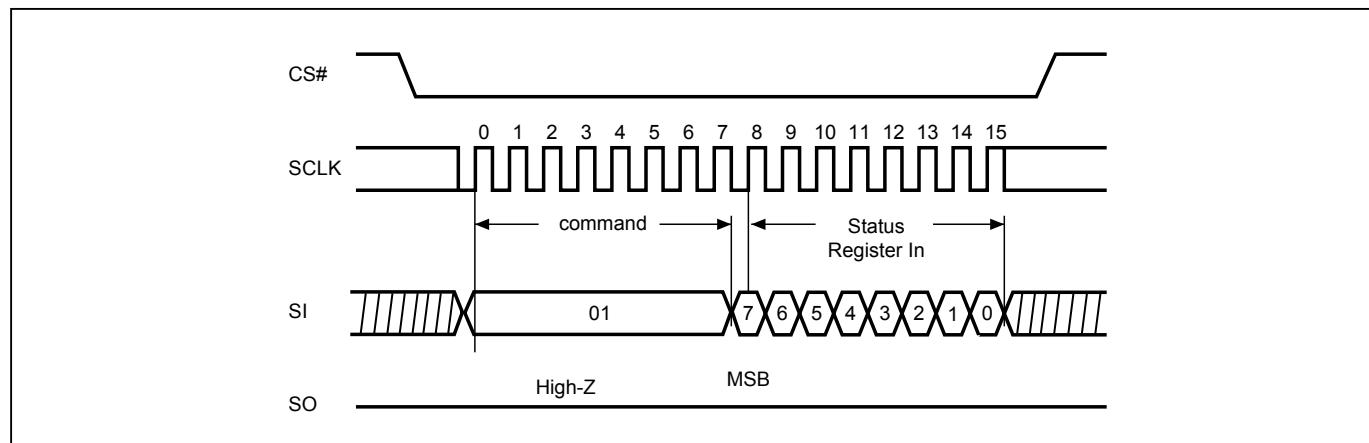 CS#
0 1 2 3 4 5 6 7 8 9 10 11 12 13 14 15
SCLK
command
Status
Register In
SI
01
7 6 5 4 3 2 1 0
High-Z
MSB
SO